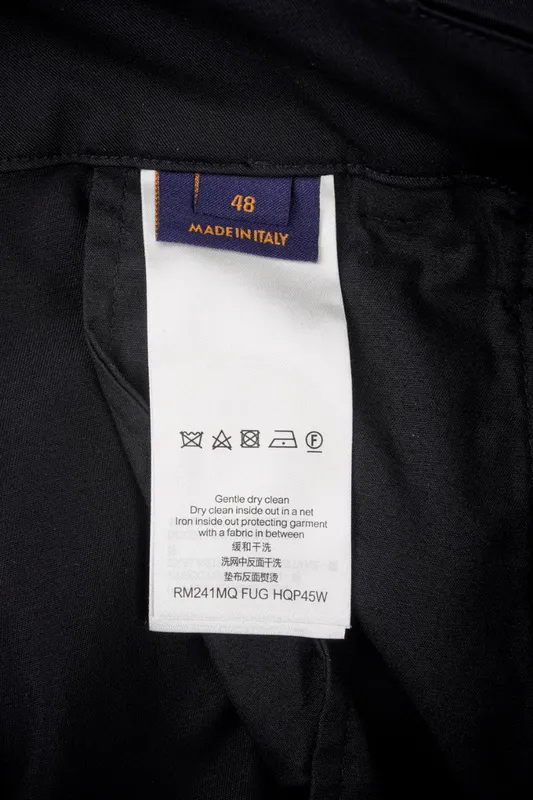 48
MADE IN ITALY
F
Gentle dry clean
Dry clean inside out in a net
Iron inside out protecting garment
with a fabric in between
缓和干洗
洗网中反面干洗
垫布反面熨烫
RM241MQ FUG HQP45W